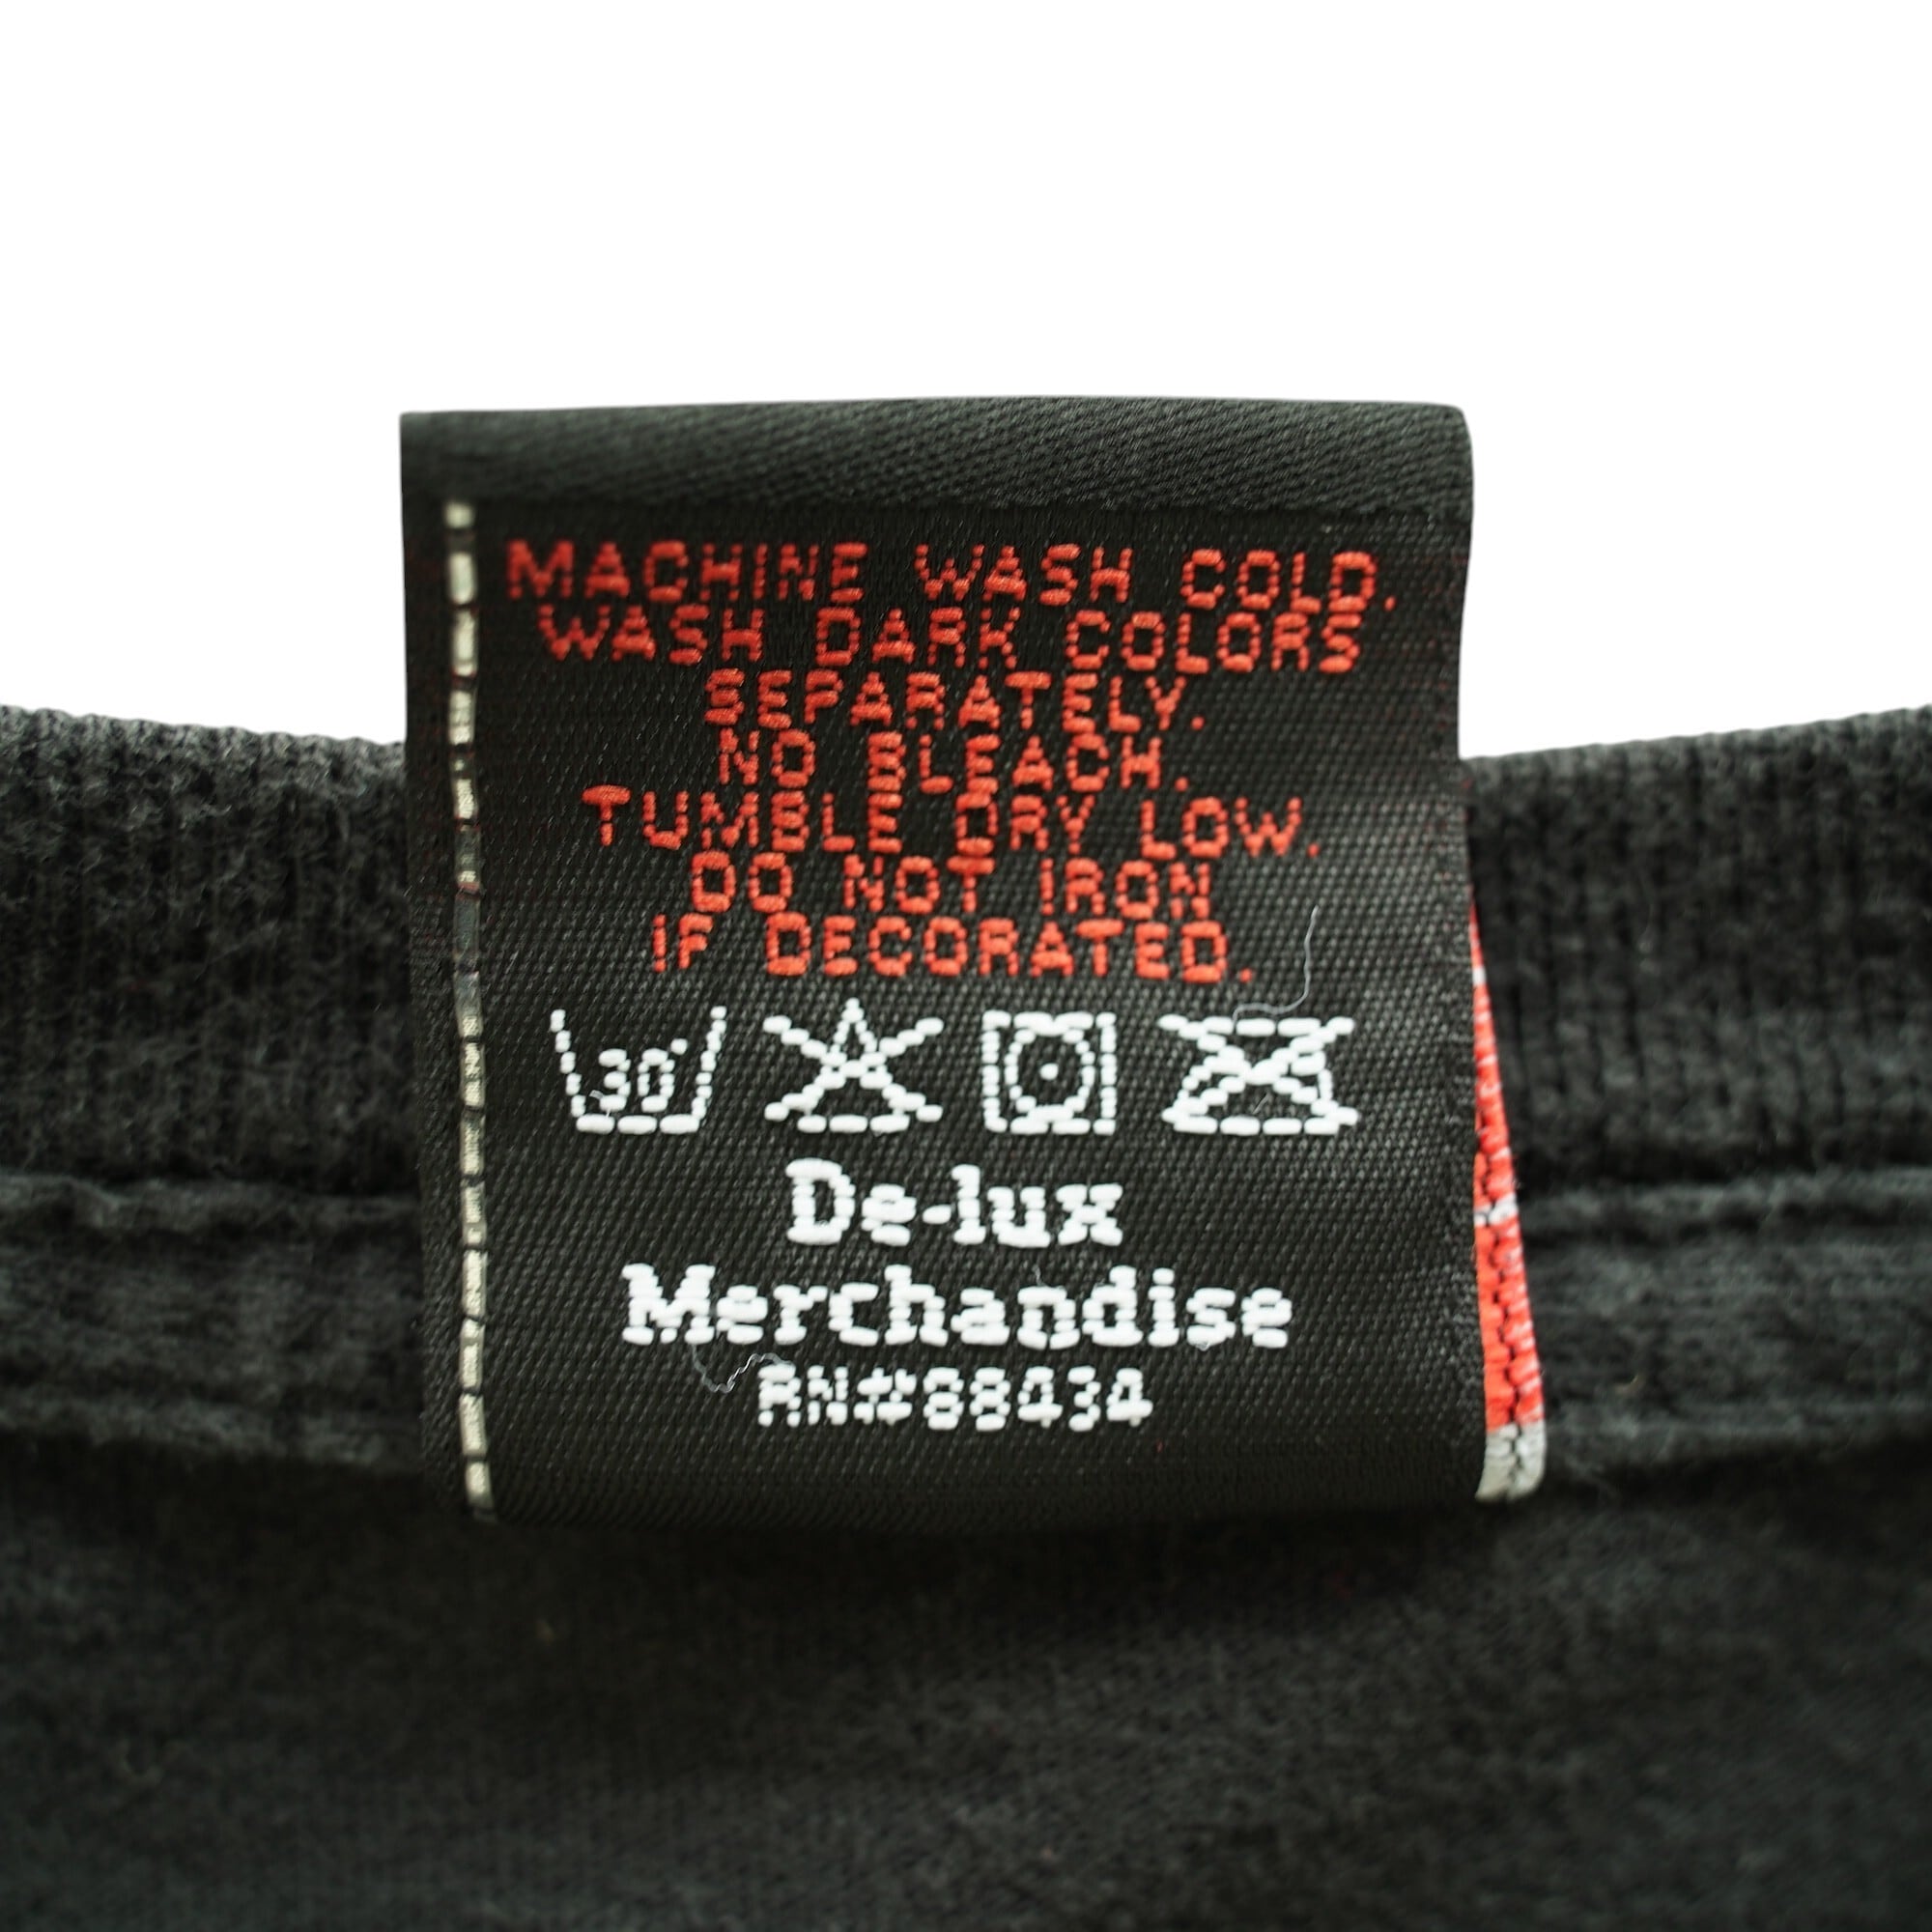 MACHINE WASH COLD.
WASH DARK COLORS
SEPARATELY.
NO BLEACH.
TUMBLE DRY LOW.
DO NOT IRON
IF DECORATED.
30°
De-lux
Merchandise
RN#88434